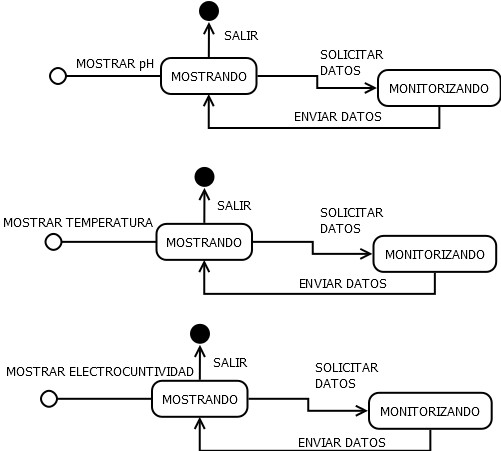 SALIR
MOSTRAR pH
SOLICITAR
DATOS
MOSTRANDO
MONITORIZANDO
ENVIAR DATOS
SALIR
MOSTRAR TEMPERATURA
SOLICITAR
DATOS
MOSTRANDO
MONITORIZANDO
ENVIAR DATOS
SALIR
MOSTRAR ELECTROCUNTIVIDAD
SOLICITAR
DATOS
MOSTRANDO
MONITORIZANDO
ENVIAR DATOS